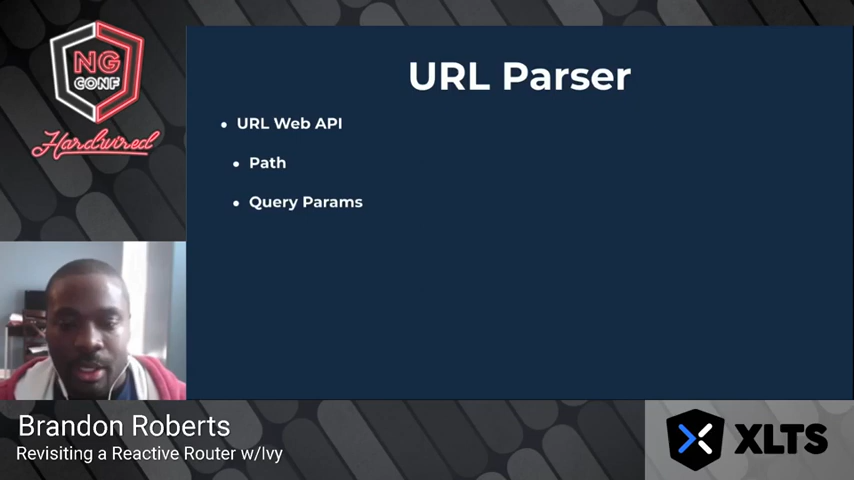 NG
CONF
Hardwired
URL Parser
• URL Web API
• Path
• Query Params
Brandon Roberts
Revisiting a Reactive Router w/Ivy
XLTS